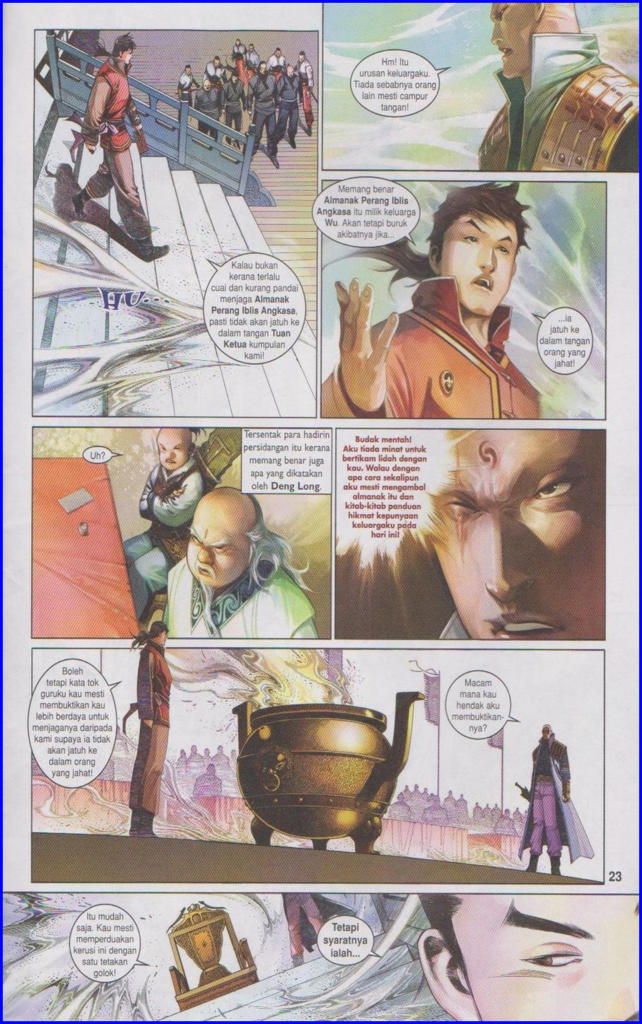 Kalau bukan
kerana terlalu
cuai dan kurang pandai
menjaga Almanak
Perang Iblis Angkasa,
pasti tidak akan jatuh ke
dalam tangan Tuan
Ketua kumpulan
kami!
HU...
Hm! Itu
urusan keluargaku.
Tiada sebarang orang
lain mesti campur
tangan!
Memang benar
Almanak Perang Iblis
Angkasa itu milik keluarga
Wu. Akan tetapi buruk
akibatnya jika...
...ia
jatuh ke
dalam tangan
orang yang
jahat!
Uh?
Tersentak para hadirin
persidangan itu kerana
memang benar juga
apa yang dikatakan
oleh Deng Long.
Budak mentah!
Aku tiada minat untuk
bertikam lidah dengan
kau. Walau dengan
apa cara sekalipun
aku mesti mengambil
almanak itu dan
kitab-kitab panduan
hikmat kepunyaan
keluargaku pada
hari ini!
Boleh
tetapi kata tok
guruku kau mesti
membuktikan kau
lebih berdaya untuk
menjaganya daripada
kami supaya ia tidak
akan jatuh ke
dalam orang
yang jahat!
Macam
mana kau
hendak aku
membuktikan-
nya?
23
Itu mudah
saja. Kau mesti
memperduakan
kerusi ini dengan
satu tetakan
golok!
Tetapi
syaratnya
ialah...